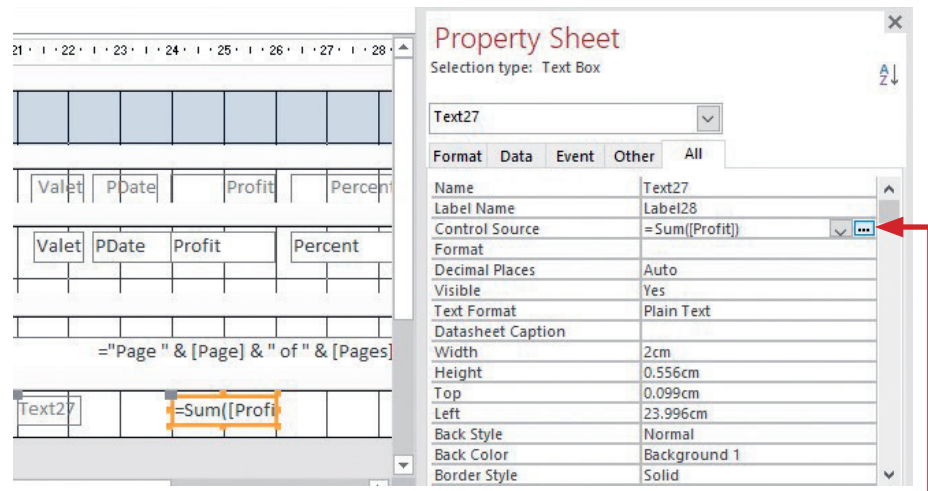 21 · I · 22 · I · 23 · I · 24 · I · 25 · I · 26 · I · 27 · I · 28
Valet PDate Profit Percent
Valet PDate Profit Percent
="Page " & [Page] & " of " & [Pages]
Text27 =Sum([Profi
Property Sheet
Selection type: Text Box
A
Z
Text27
Format Data Event Other All
Name Text27
Label Name Label28
Control Source =Sum([Profit])
Format
Decimal Places Auto
Visible Yes
Text Format Plain Text
Datasheet Caption
Width 2cm
Height 0.556cm
Top 0.099cm
Left 23.996cm
Back Style Normal
Back Color Background 1
Border Style Solid